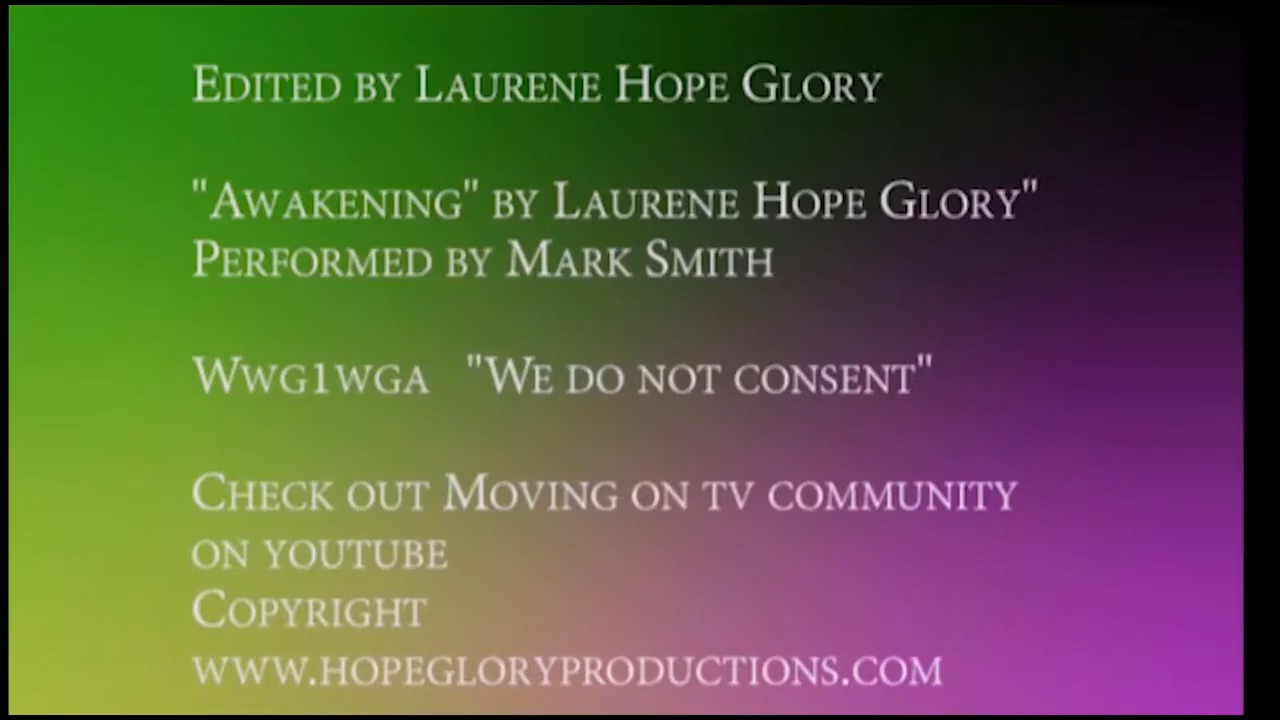 Edited by Laurene Hope Glory
"Awakening" by Laurene Hope Glory"
Performed by Mark Smith
Wwg1wga "We do not consent"
Check out Moving on tv community
on youtube
Copyright
www.hopegloryproductions.com